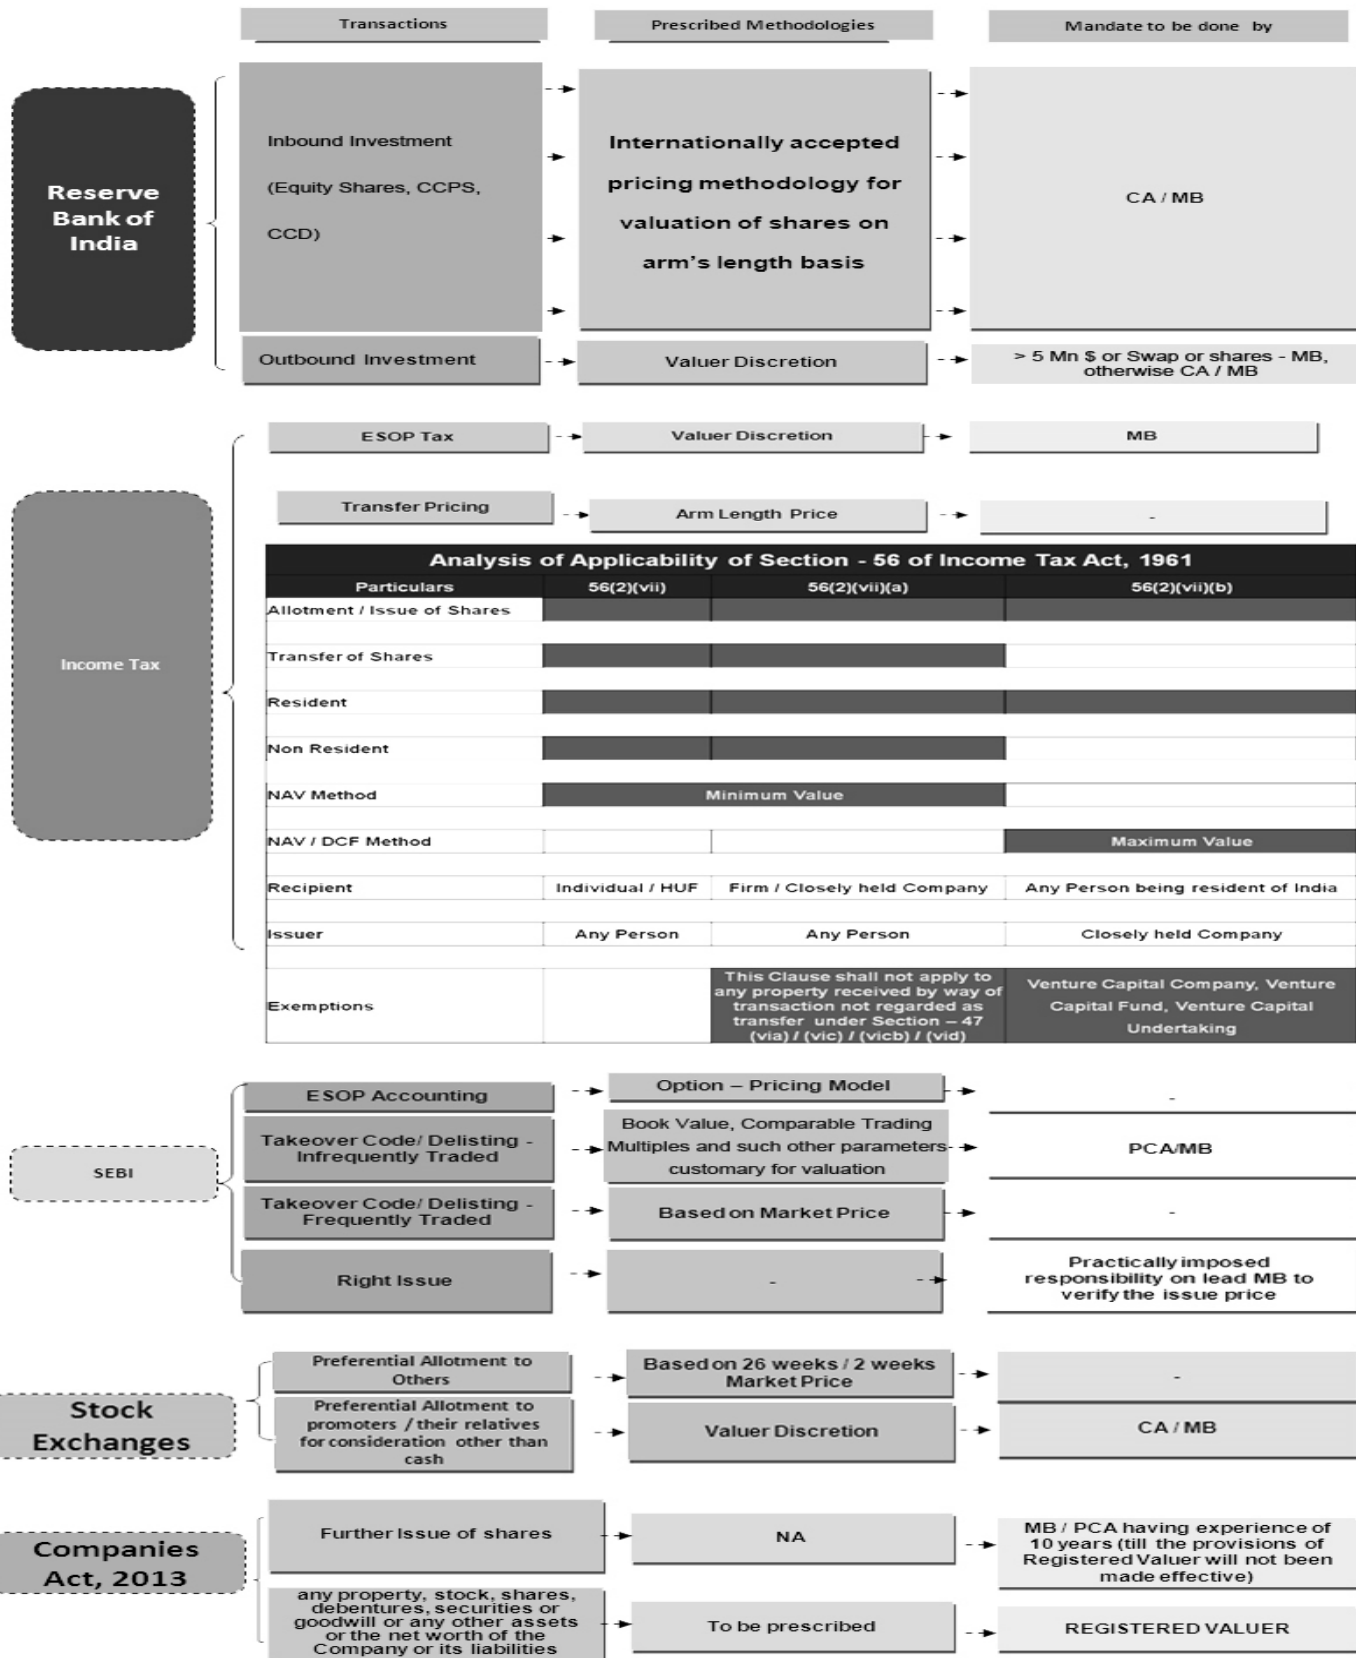 Transactions
Prescribed Methodologies
Mandate to be done by
Reserve
Bank of
India
Inbound Investment
(Equity Shares, CCPS,
CCD)
Internationally accepted
pricing methodology for
valuation of shares on
arm's length basis
CA / MB
Outbound Investment
Valuer Discretion
> 5 Mn $ or Swap or shares - MB,
otherwise CA / MB
Income Tax
ESOP Tax
Valuer Discretion
MB
Transfer Pricing
Arm Length Price
-
Analysis of Applicability of Section - 56 of Income Tax Act, 1961
Particulars 56(2)(vii) 56(2)(vii)(a) 56(2)(vii)(b)
Allotment / Issue of Shares
Transfer of Shares
Resident
Non Resident
NAV Method Minimum Value
NAV / DCF Method Maximum Value
Recipient Individual / HUF Firm / Closely held Company Any Person being resident of India
Issuer Any Person Any Person Closely held Company
Exemptions
This Clause shall not apply to
any property received by way of
transaction not regarded as
transfer under Section – 47
(via) / (vic) / (vicb) / (vid)
Venture Capital Company, Venture
Capital Fund, Venture Capital
Undertaking
SEBI
ESOP Accounting
Option – Pricing Model
-
Takeover Code/ Delisting -
Infrequently Traded
Book Value, Comparable Trading
Multiples and such other parameters
customary for valuation
PCA/MB
Takeover Code/ Delisting -
Frequently Traded
Based on Market Price
-
Right Issue
-
Practically imposed
responsibility on lead MB to
verify the issue price
Stock
Exchanges
Preferential Allotment to
Others
Based on 26 weeks / 2 weeks
Market Price
-
Preferential Allotment to
promoters / their relatives
for consideration other than
cash
Valuer Discretion
CA / MB
Companies
Act, 2013
Further Issue of shares
NA
MB / PCA having experience of
10 years (till the provisions of
Registered Valuer will not been
made effective)
any property, stock, shares,
debentures, securities or
goodwill or any other assets
or the net worth of the
Company or its liabilities
To be prescribed
REGISTERED VALUER